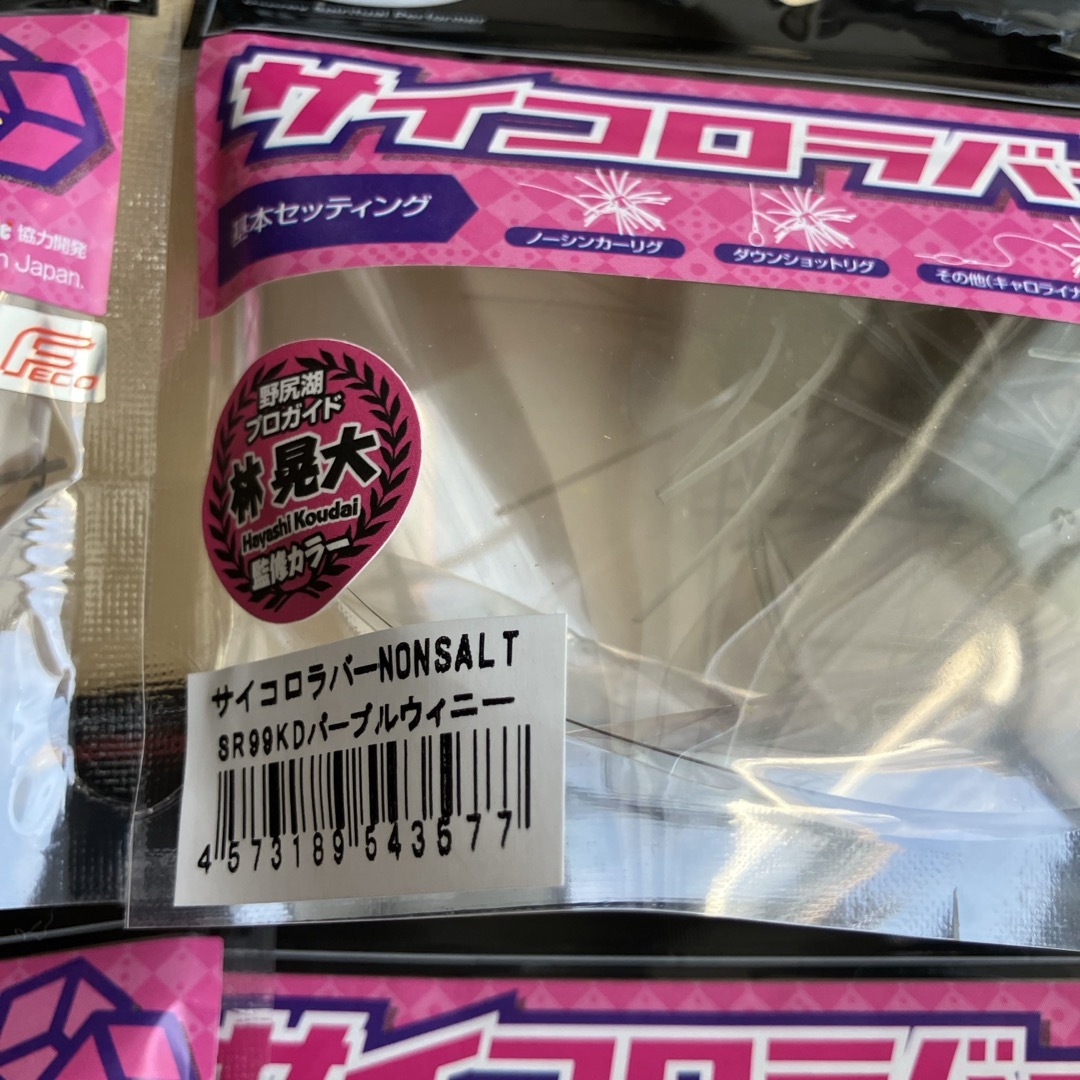 サイコロラバー
基本セッティング
ノーシンカーリグ
ダウンショットリグ
その他(キャロライナ
協力開発
n Japan.
FECO
野尻湖
プロガイド
林 晃大
Hayashi Koudai
監修カラー
サイコロラバーNONSALT
SR99KDパープルウィニー
4573189543577
サイコロラバ